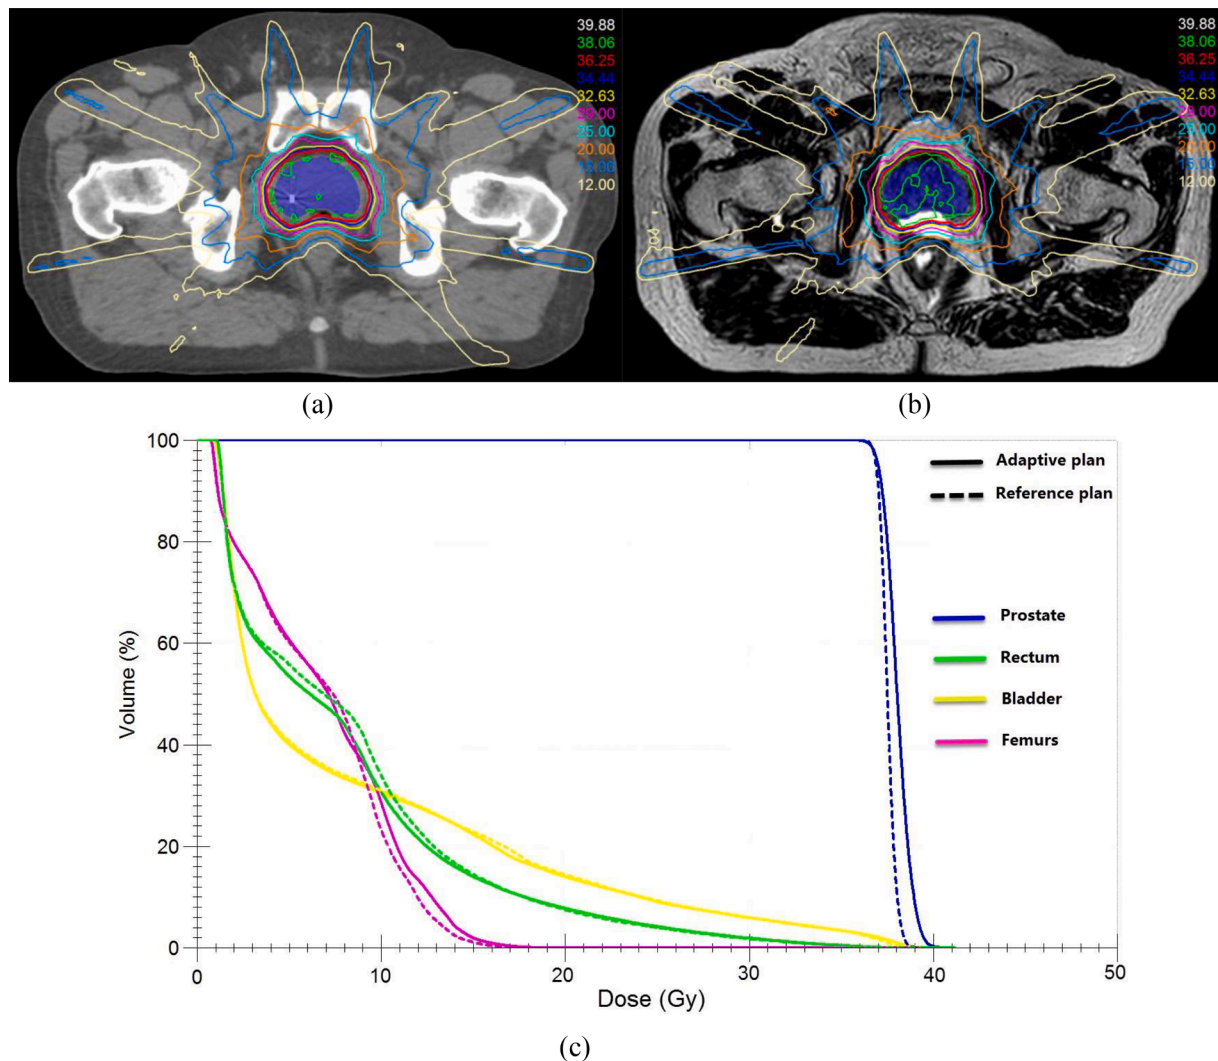 39.88
38.06
36.25
34.44
32.63
29.00
25.00
20.00
15.00
12.00
39.88
38.06
36.25
34.44
32.63
29.00
25.00
20.00
15.00
12.00
(a)
(b)
100
80
60
40
20
0
Volume (%)
Adaptive plan
Reference plan
Prostate
Rectum
Bladder
Femurs
0
10
20
30
40
50
Dose (Gy)
(c)